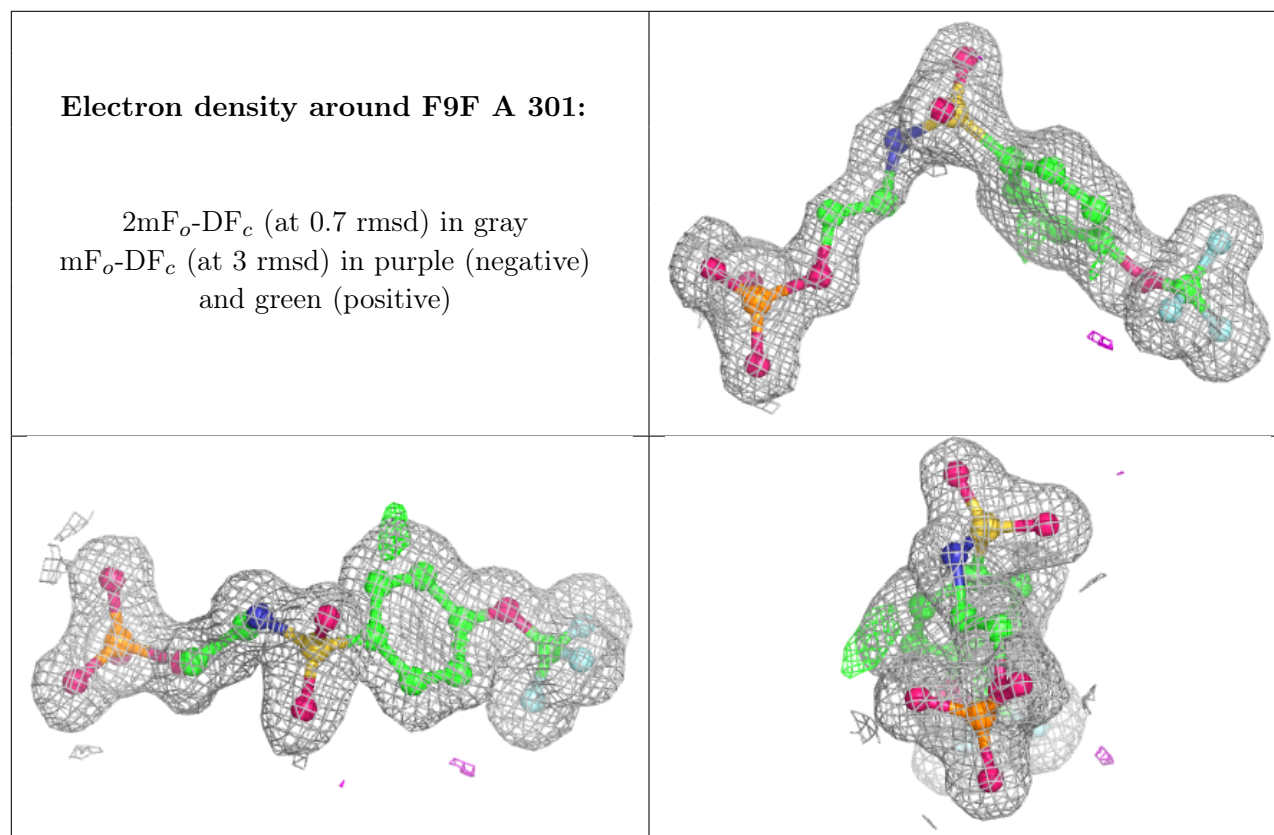 Electron density around F9F A 301:
2mFₒ-DF𝒸 (at 0.7 rmsd) in gray
mFₒ-DF𝒸 (at 3 rmsd) in purple (negative)
and green (positive)